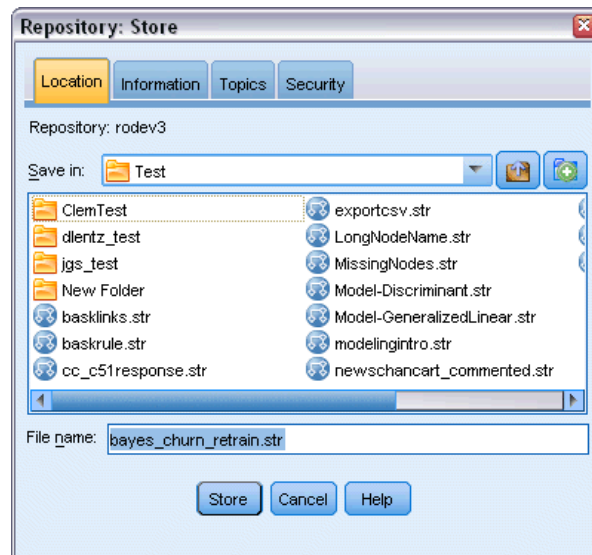 Repository: Store
Location Information Topics Security
Repository: rodev3
Save in: Test
ClemTest
dlentz_test
jgs_test
New Folder
basklinks.str
baskrule.str
cc_c51response.str
exportcsv.str
LongNodeName.str
MissingNodes.str
Model-Discriminant.str
Model-GeneralizedLinear.str
modelingintro.str
newschancart_commented.str
File name: bayes_churn_retrain.str
Store Cancel Help